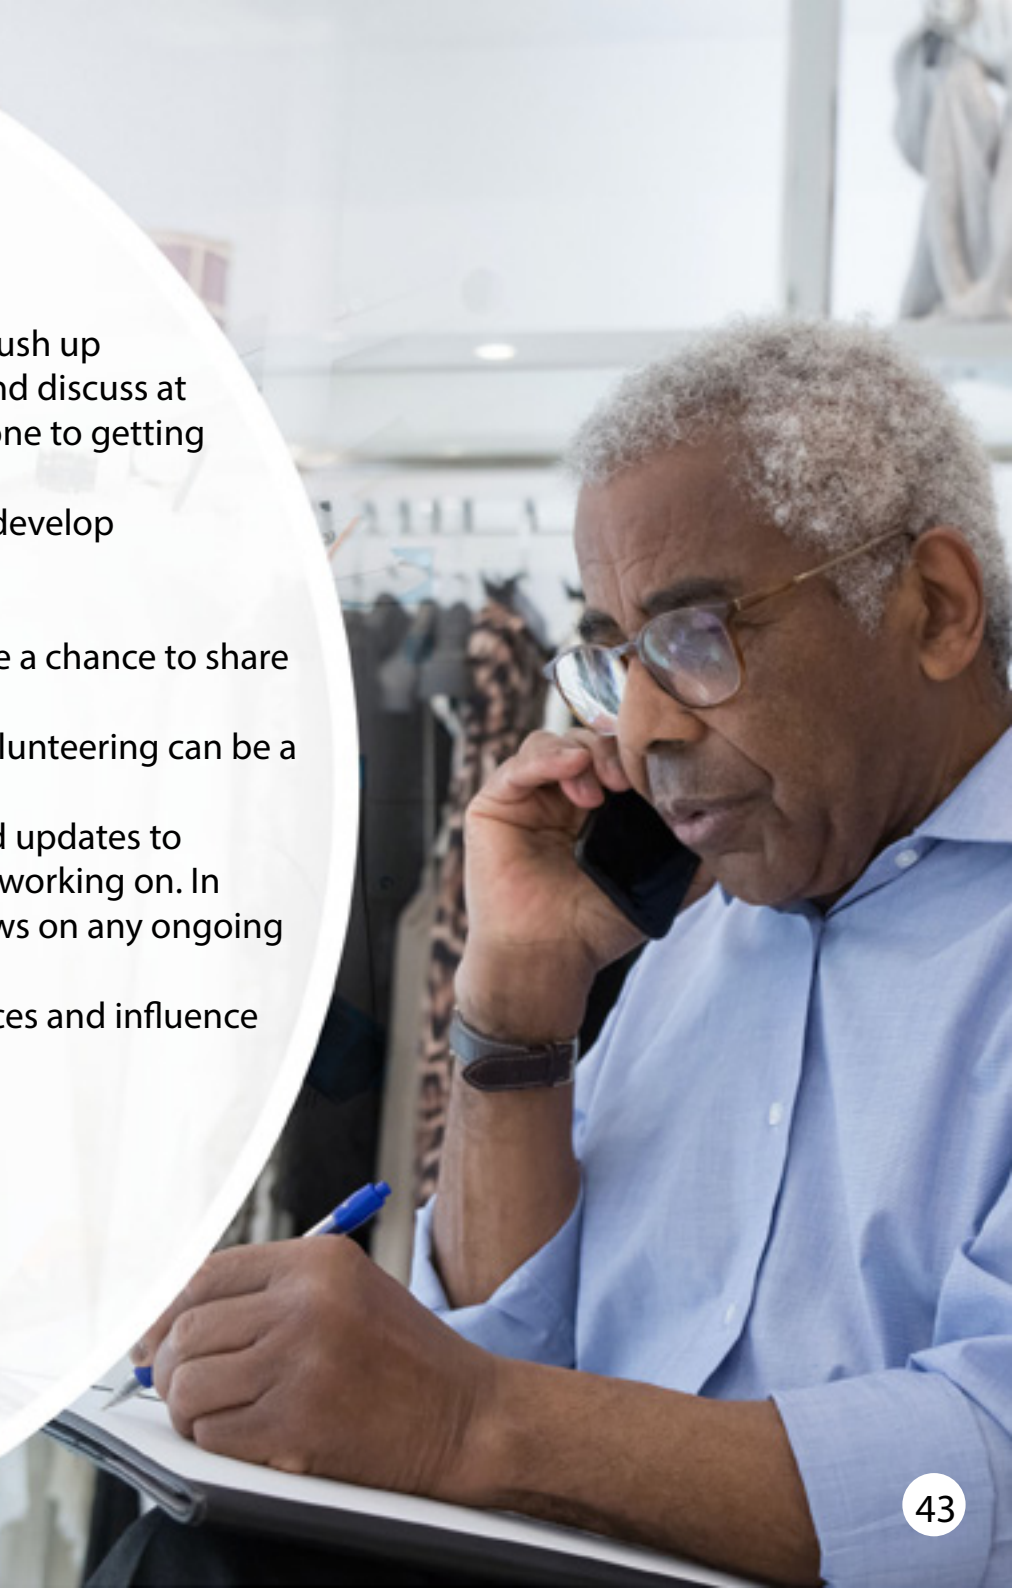 ush up
nd discuss at
one to getting
develop
e a chance to share
lunteering can be a
d updates to
working on. In
ws on any ongoing
ces and influence
43